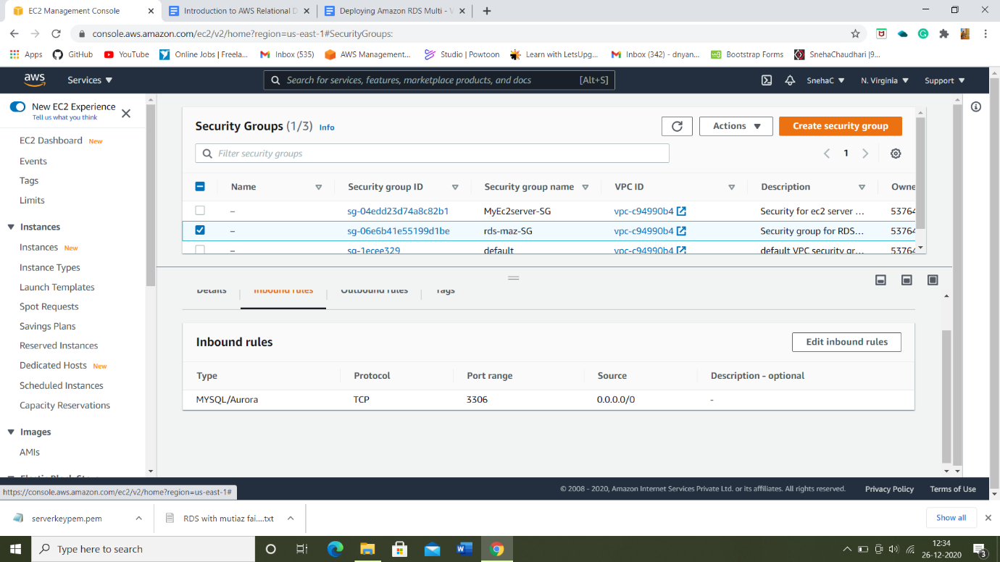 EC2 Management Console
Introduction to AWS Relational D
Deploying Amazon RDS Multi - V
console.aws.amazon.com/ec2/v2/home?region=us-east-1#SecurityGroups:
Apps GitHub YouTube Online Jobs | Freela... Inbox (535) AWS Management... Studio | Powtoon Learn with LetsUpg... Inbox (342) - dnyan... Bootstrap Forms SnehaChaudhari |9...
aws Services Search for services, features, marketplace products, and docs [Alt+S] SnehaC N. Virginia Support
New EC2 Experience
Tell us what you think
EC2 Dashboard New
Events
Tags
Limits
Instances
Instances New
Instance Types
Launch Templates
Spot Requests
Savings Plans
Reserved Instances
Dedicated Hosts New
Scheduled Instances
Capacity Reservations
Images
AMIs
Elastic Block Store
Security Groups (1/3) Info
Actions
Create security group
Filter security groups
1
Name Security group ID Security group name VPC ID Description Owne
– sg-04edd23d74a8c82b1 MyEc2server-SG vpc-c94990b4 Security for ec2 server ... 53764
– sg-06e6b41e55199d1be rds-maz-SG vpc-c94990b4 Security group for RDS... 53764
– sg-1ecee329 default vpc-c94990b4 default VPC security gr... 53764
Details Inbound rules Outbound rules Tags
Inbound rules
Edit inbound rules
Type Protocol Port range Source Description - optional
MYSQL/Aurora TCP 3306 0.0.0.0/0 -
https://console.aws.amazon.com/ec2/v2/home?region=us-east-1#
© 2008 - 2020, Amazon Internet Services Private Ltd. or its affiliates. All rights reserved. Privacy Policy Terms of Use
serverkeypem.pem
RDS with mutiaz fai....txt
Show all
Type here to search
12:34
26-12-2020
3